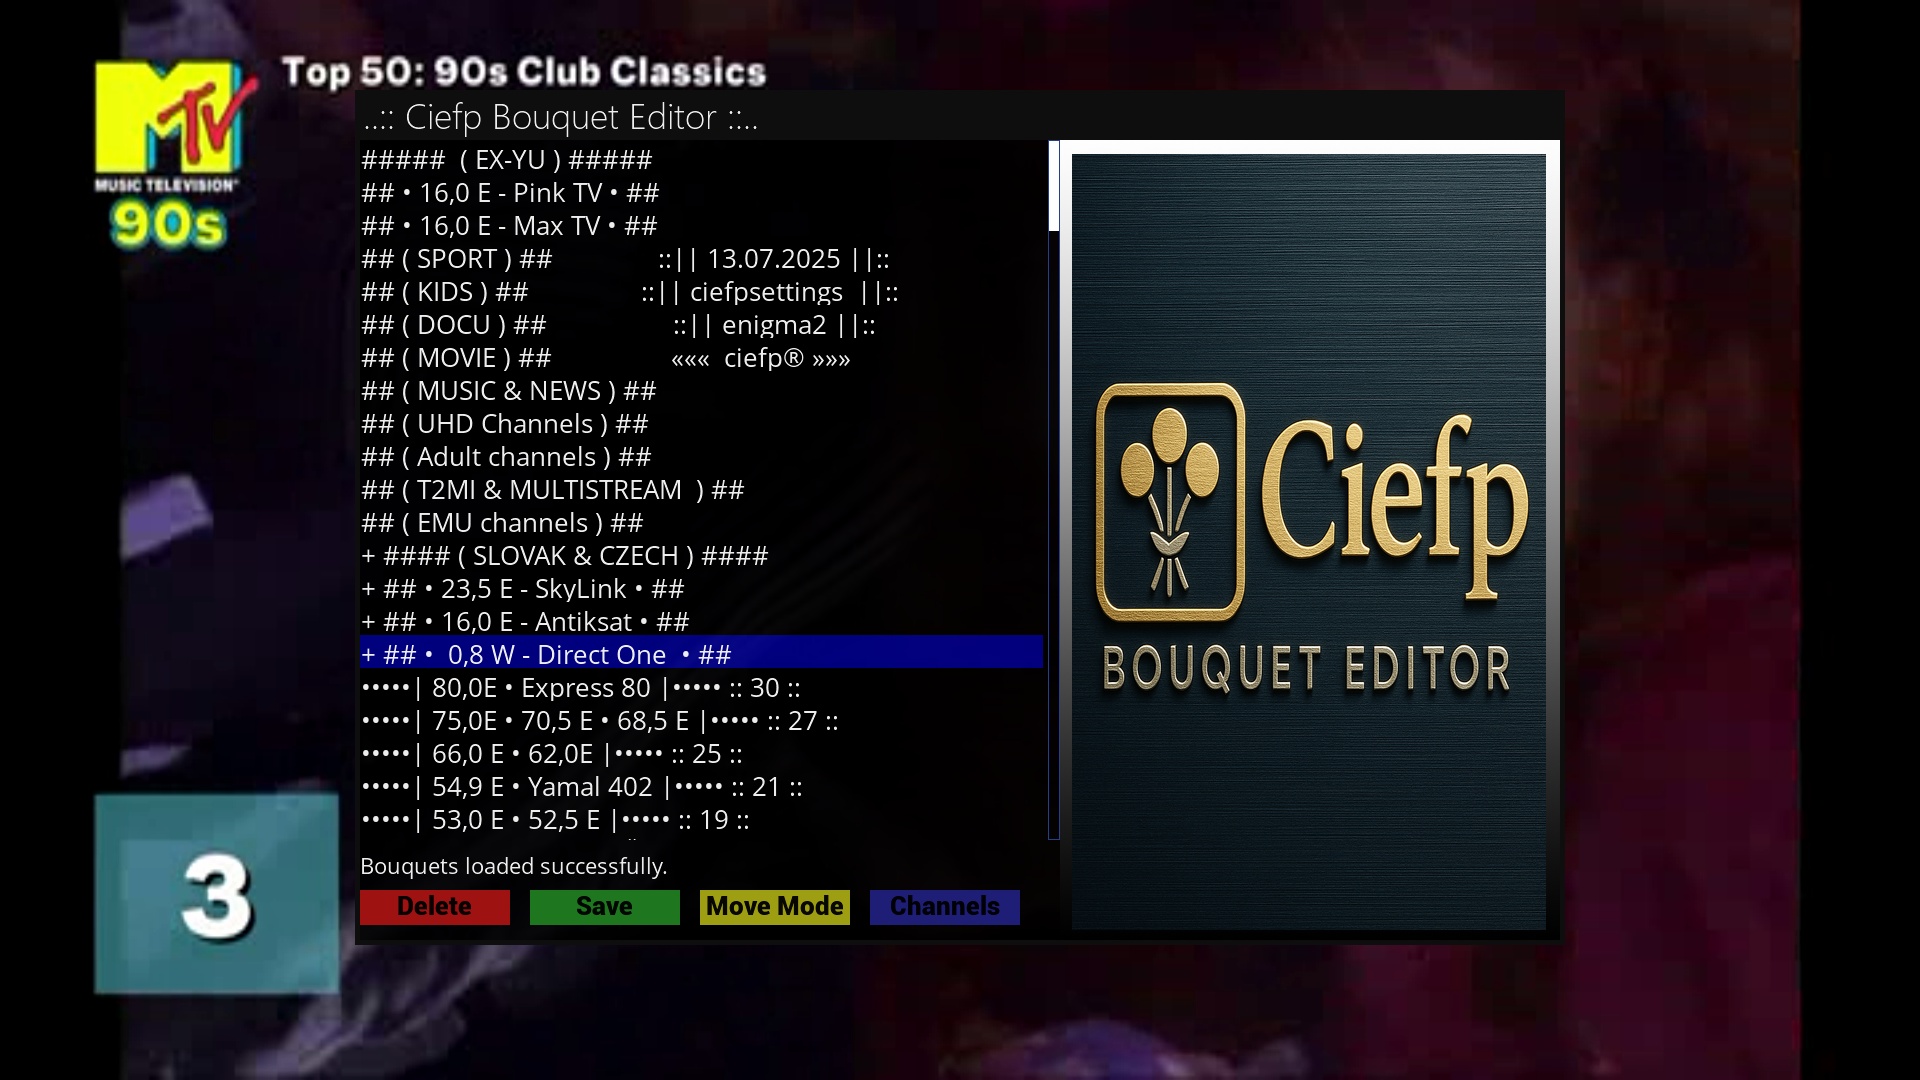 Top 50: 90s Club Classics
MTV
MUSIC TELEVISION®
90s
..:: Ciefp Bouquet Editor ::..
##### ( EX-YU ) #####
## • 16,0 E - Pink TV • ##
## • 16,0 E - Max TV • ##
## ( SPORT ) ## ::|| 13.07.2025 ||::
## ( KIDS ) ## ::|| ciefpsettings ||::
## ( DOCU ) ## ::|| enigma2 ||::
## ( MOVIE ) ## ««« ciefp® »»»
## ( MUSIC & NEWS ) ##
## ( UHD Channels ) ##
## ( Adult channels ) ##
## ( T2MI & MULTISTREAM ) ##
## ( EMU channels ) ##
+ #### ( SLOVAK & CZECH ) ####
+ ## • 23,5 E - SkyLink • ##
+ ## • 16,0 E - Antiksat • ##
+ ## • 0,8 W - Direct One • ##
•••••| 80,0E • Express 80 |••••• :: 30 ::
•••••| 75,0E • 70,5 E • 68,5 E |••••• :: 27 ::
•••••| 66,0 E • 62,0E |••••• :: 25 ::
•••••| 54,9 E • Yamal 402 |••••• :: 21 ::
•••••| 53,0 E • 52,5 E |••••• :: 19 ::
Bouquets loaded successfully.
Delete
Save
Move Mode
Channels
Ciefp
BOUQUET EDITOR
3